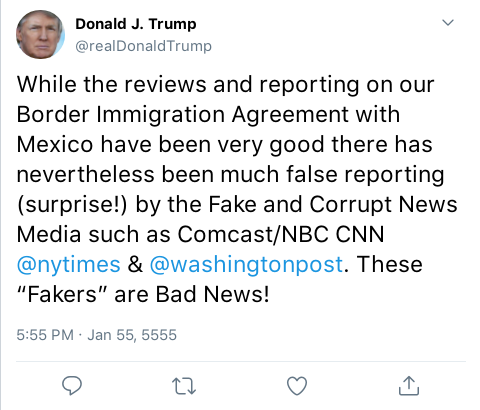 Donald J. Trump
@realDonaldTrump
While the reviews and reporting on our
Border Immigration Agreement with
Mexico have been very good there has
nevertheless been much false reporting
(surprise!) by the Fake and Corrupt News
Media such as Comcast/NBC CNN
@nytimes & @washingtonpost. These
“Fakers” are Bad News!
5:55 PM · Jan 55, 5555